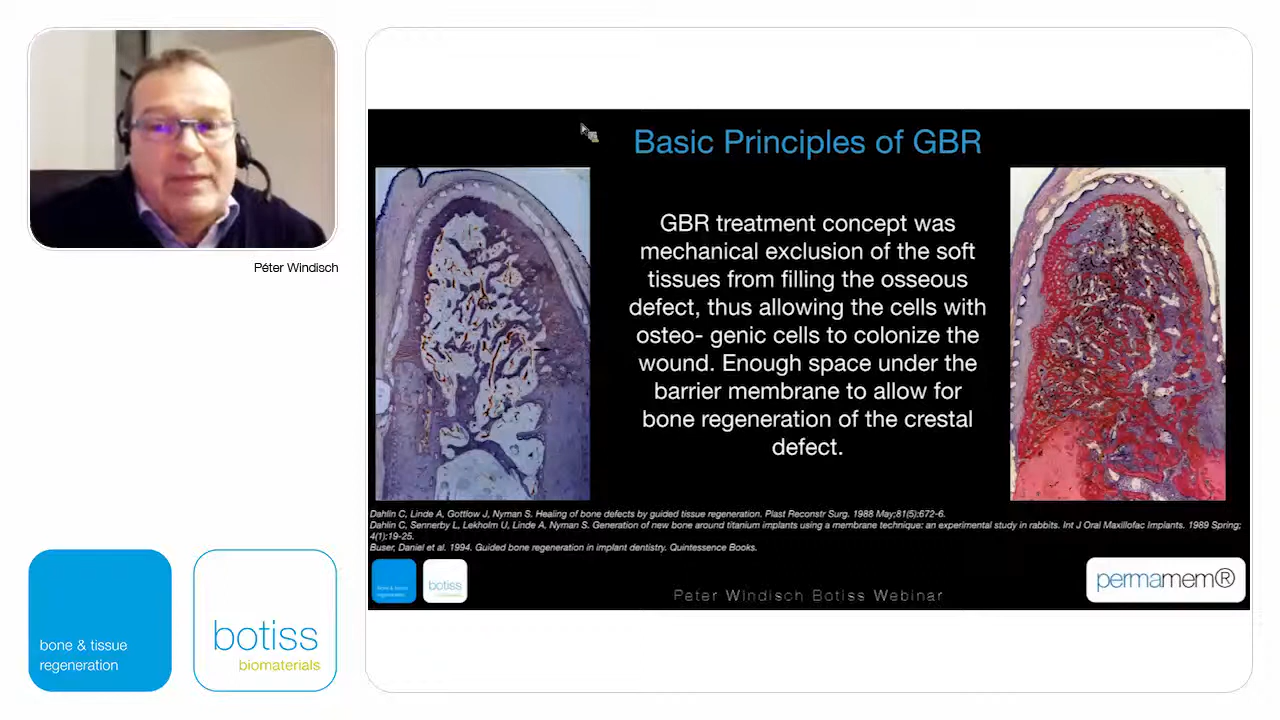 Péter Windisch
bone & tissue
regeneration
botiss
biomaterials
Basic Principles of GBR
GBR treatment concept was
mechanical exclusion of the soft
tissues from filling the osseous
defect, thus allowing the cells with
osteo- genic cells to colonize the
wound. Enough space under the
barrier membrane to allow for
bone regeneration of the crestal
defect.
Dahlin C, Linde A, Gottlow J, Nyman S. Healing of bone defects by guided tissue regeneration. Plast Reconstr Surg. 1988 May;81(5):672-6.
Dahlin C, Sennerby L, Lekholm U, Linde A, Nyman S. Generation of new bone around titanium implants using a membrane technique: an experimental study in rabbits. Int J Oral Maxillofac Implants. 1989 Spring;
4(1):19-25.
Buser, Daniel et al. 1994. Guided bone regeneration in implant dentistry. Quintessence Books.
bone & tissue
regeneration
botiss
biomaterials
Peter Windisch Botiss Webinar
permamem®